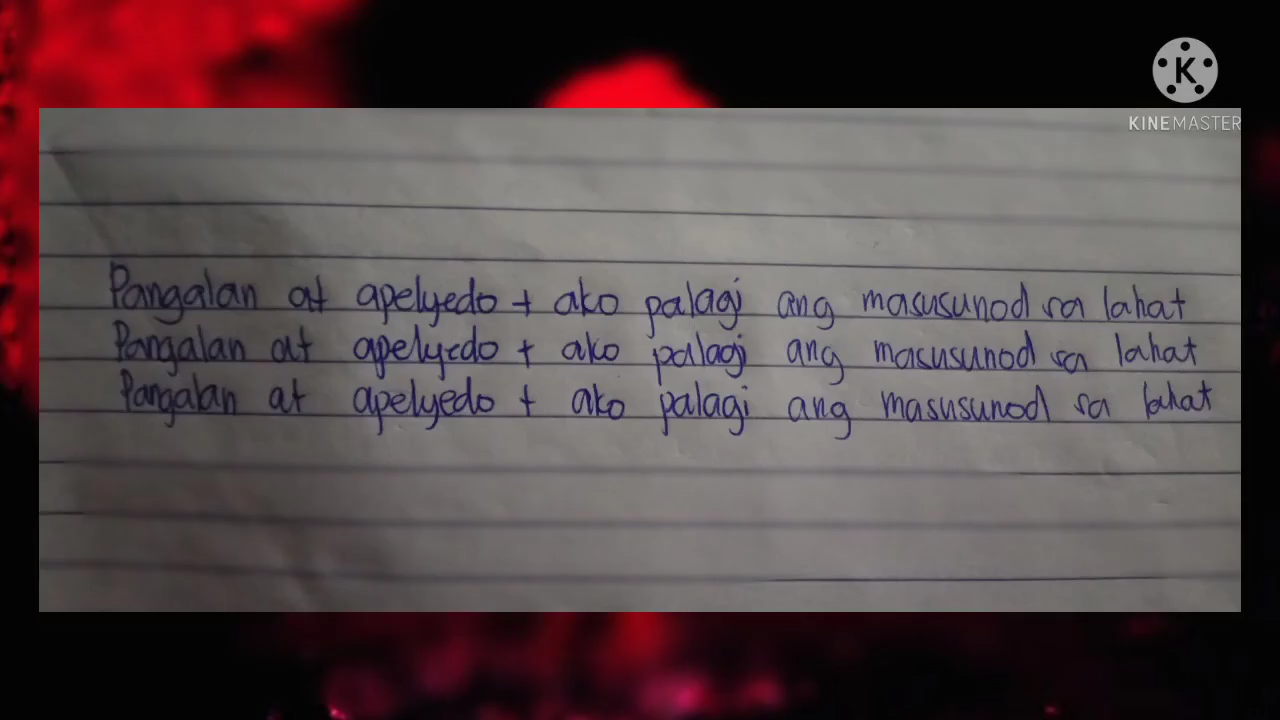 KINEMASTER
Pangalan at apelyedo + ako palagi ang masusunod sa lahat
Pangalan at apelyedo + ako palagi ang masusunod sa lahat
Pangalan at apelyedo + ako palagi ang masusunod sa lahat